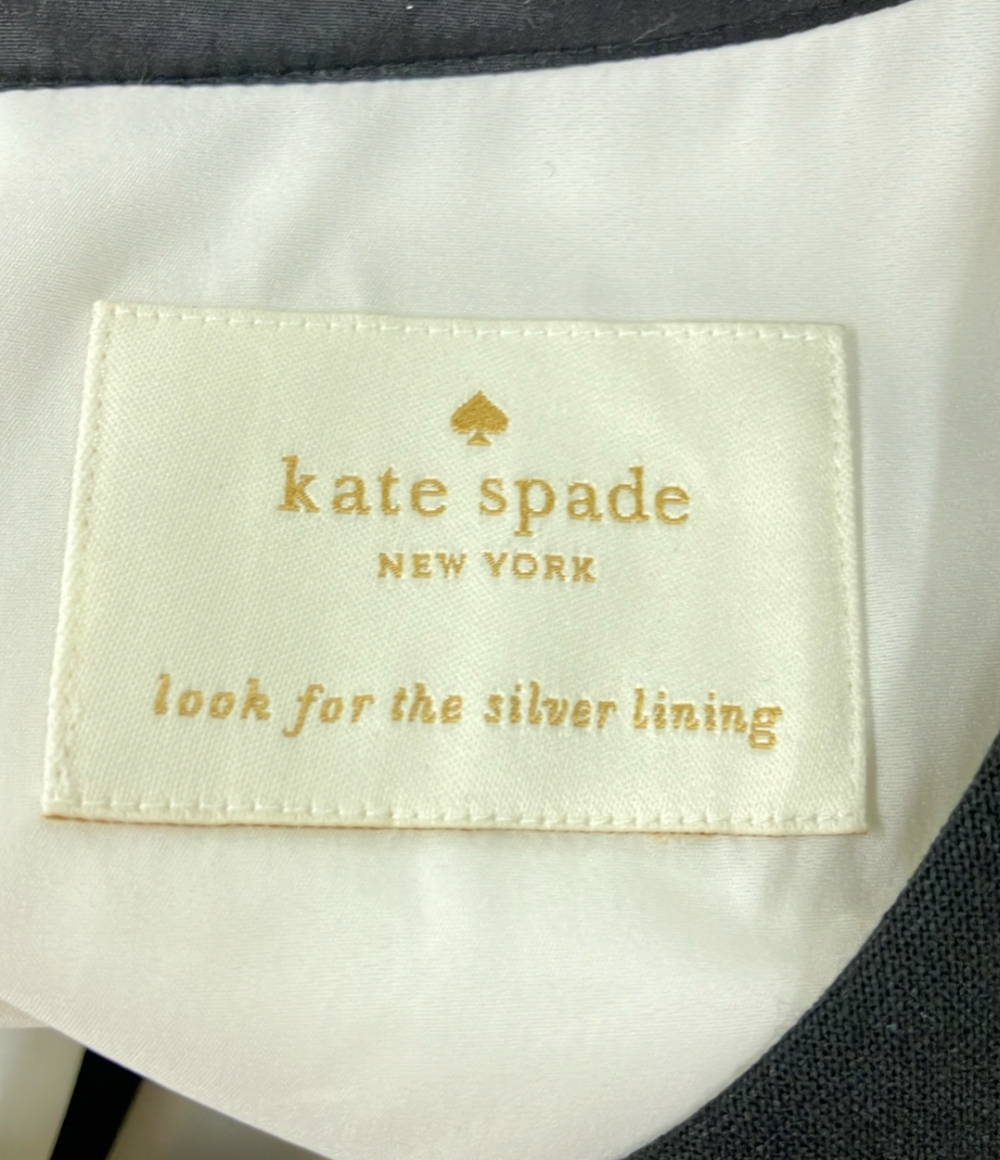 kate spade
NEW YORK
look for the silver lining